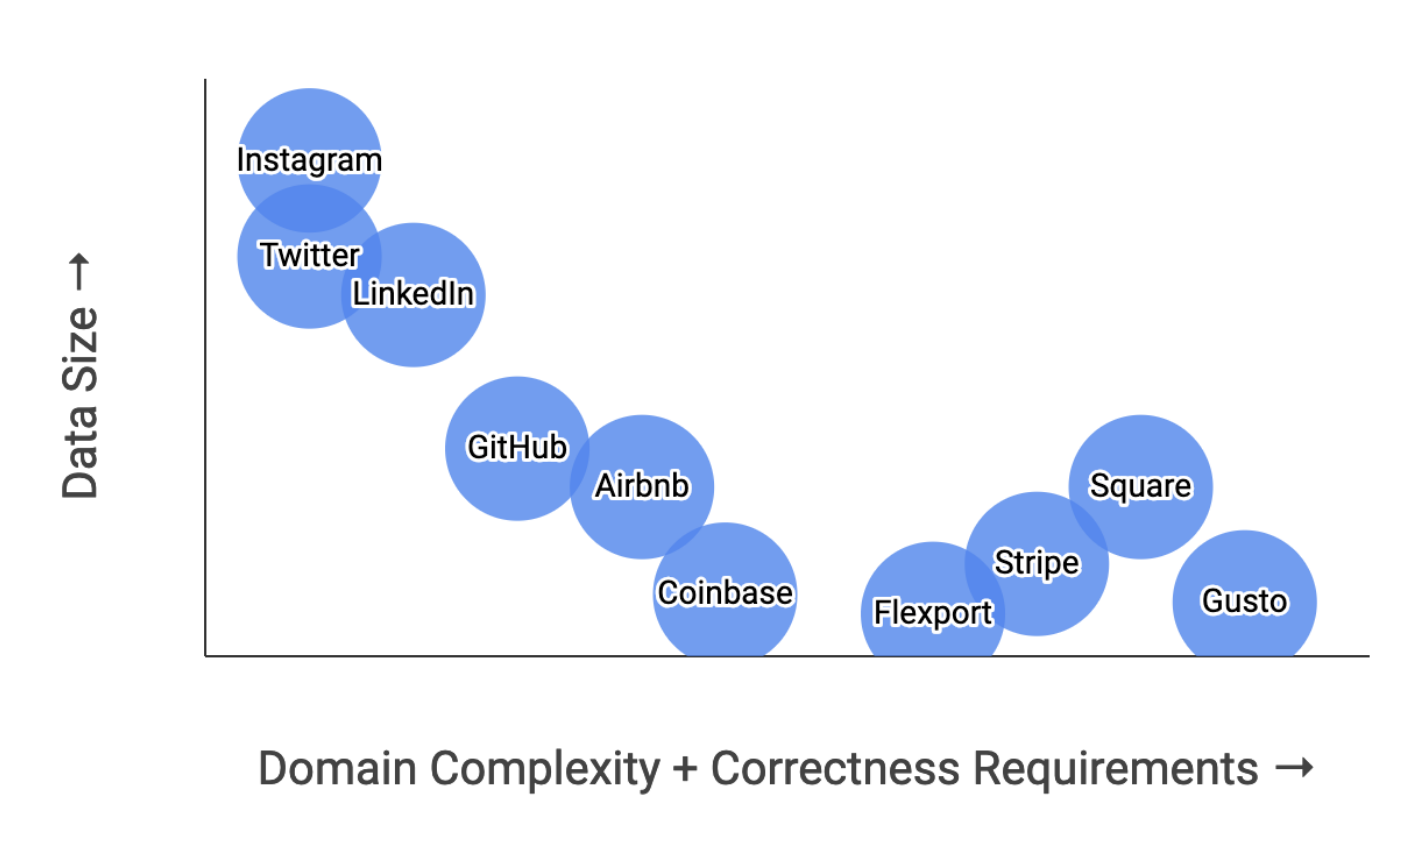 Instagram
Twitter
LinkedIn
GitHub
Airbnb
Square
Stripe
Coinbase
Gusto
Flexport
Data Size →
Domain Complexity + Correctness Requirements →